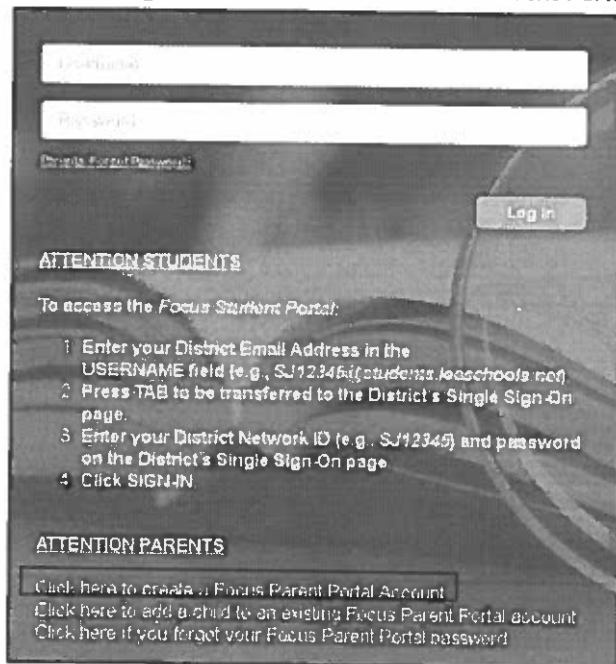 Username
Password
Parents: Forgot Password?
Log In
ATTENTION STUDENTS
To access the Focus Student Portal:
1 Enter your District Email Address in the
USERNAME field (e.g., SJ12345@students.leeschools.net)
2 Press TAB to be transferred to the District's Single Sign-On
page.
3 Enter your District Network ID (e.g., SJ12345) and password
on the District's Single Sign-On page
4 Click SIGN-IN
ATTENTION PARENTS
Click here to create a Focus Parent Portal Account
Click here to add a child to an existing Focus Parent Portal account
Click here if you forgot your Focus Parent Portal password